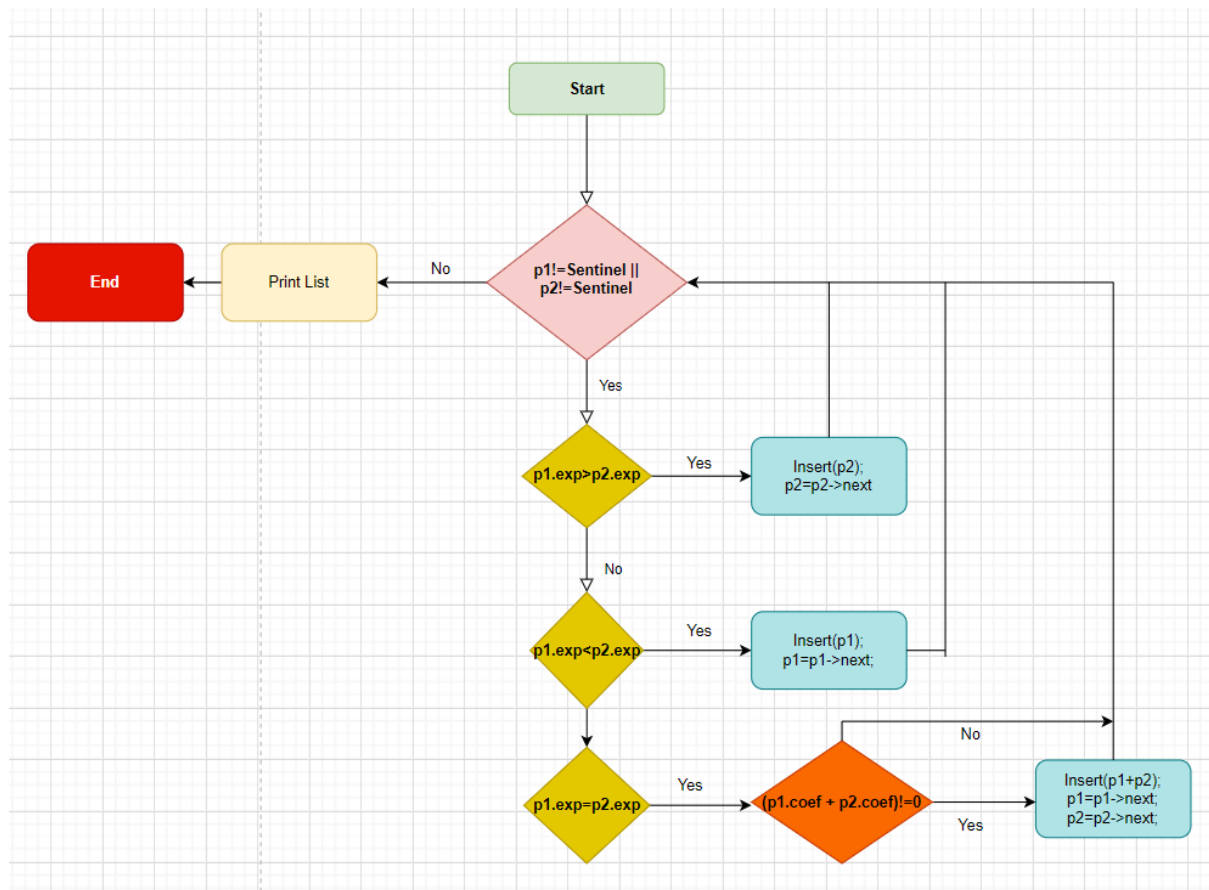 Start
p1!=Sentinel ||
p2!=Sentinel
No
Print List
End
Yes
p1.exp>p2.exp
Yes
Insert(p2);
p2=p2->next
No
p1.exp<p2.exp
Yes
Insert(p1);
p1=p1->next;
p1.exp=p2.exp
Yes
(p1.coef + p2.coef)!=0
No
Yes
Insert(p1+p2);
p1=p1->next;
p2=p2->next;